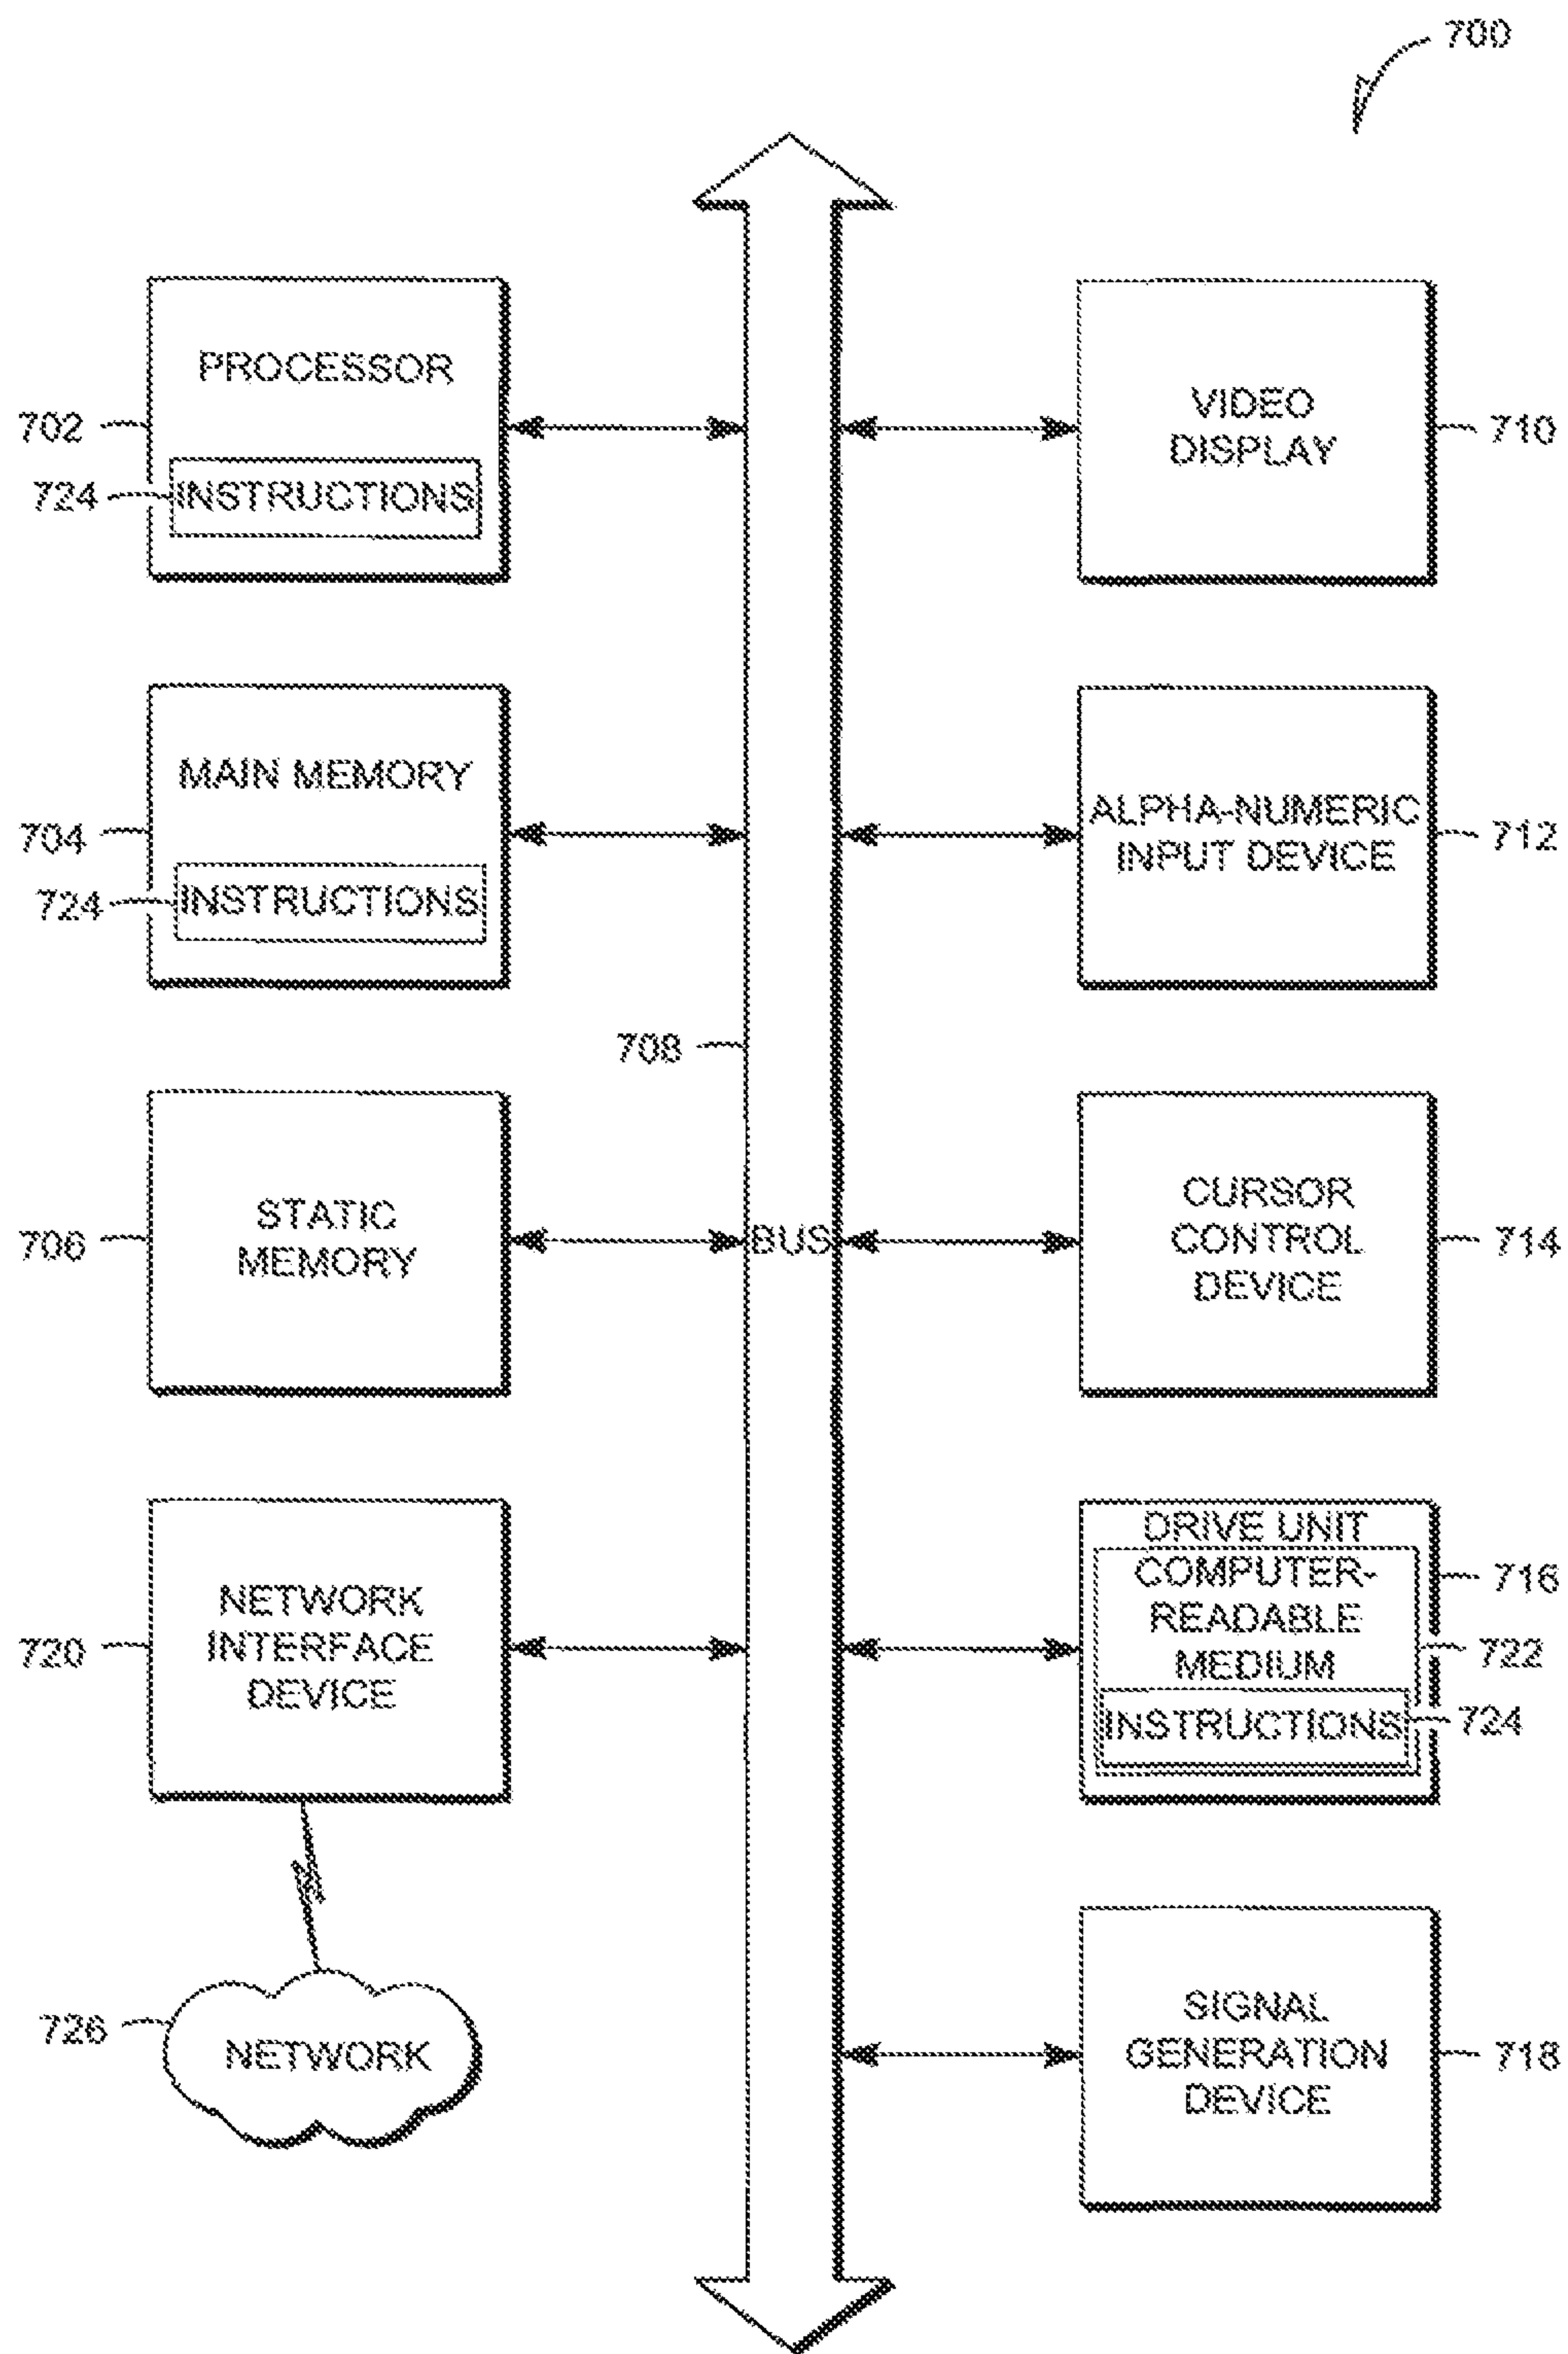 700
PROCESSOR
702
724
INSTRUCTIONS
VIDEO
DISPLAY
710
MAIN MEMORY
704
724
INSTRUCTIONS
ALPHA-NUMERIC
INPUT DEVICE
712
708
STATIC
MEMORY
706
BUS
CURSOR
CONTROL
DEVICE
714
NETWORK
INTERFACE
DEVICE
720
DRIVE UNIT
COMPUTER-
READABLE
MEDIUM
INSTRUCTIONS
716
722
724
726
NETWORK
SIGNAL
GENERATION
DEVICE
718